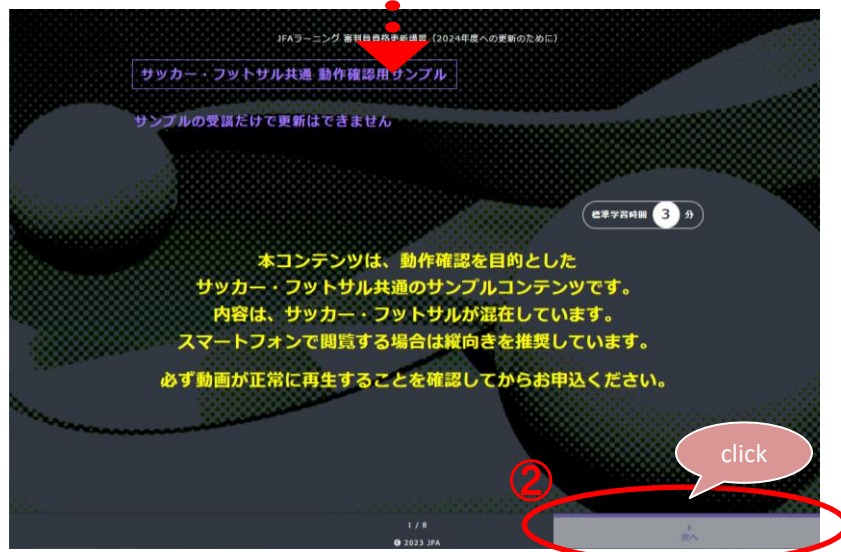 JFAラーニング 審判員資格更新講習（2024年度への更新のために）
サッカー・フットサル共通 動作確認用サンプル
サンプルの受講だけで更新はできません
標準学習時間 3 分
本コンテンツは、動作確認を目的とした
サッカー・フットサル共通のサンプルコンテンツです。
内容は、サッカー・フットサルが混在しています。
スマートフォンで閲覧する場合は縦向きを推奨しています。
必ず動画が正常に再生することを確認してからお申込ください。
click
②
1 / 8
›
次へ
© 2023 JFA